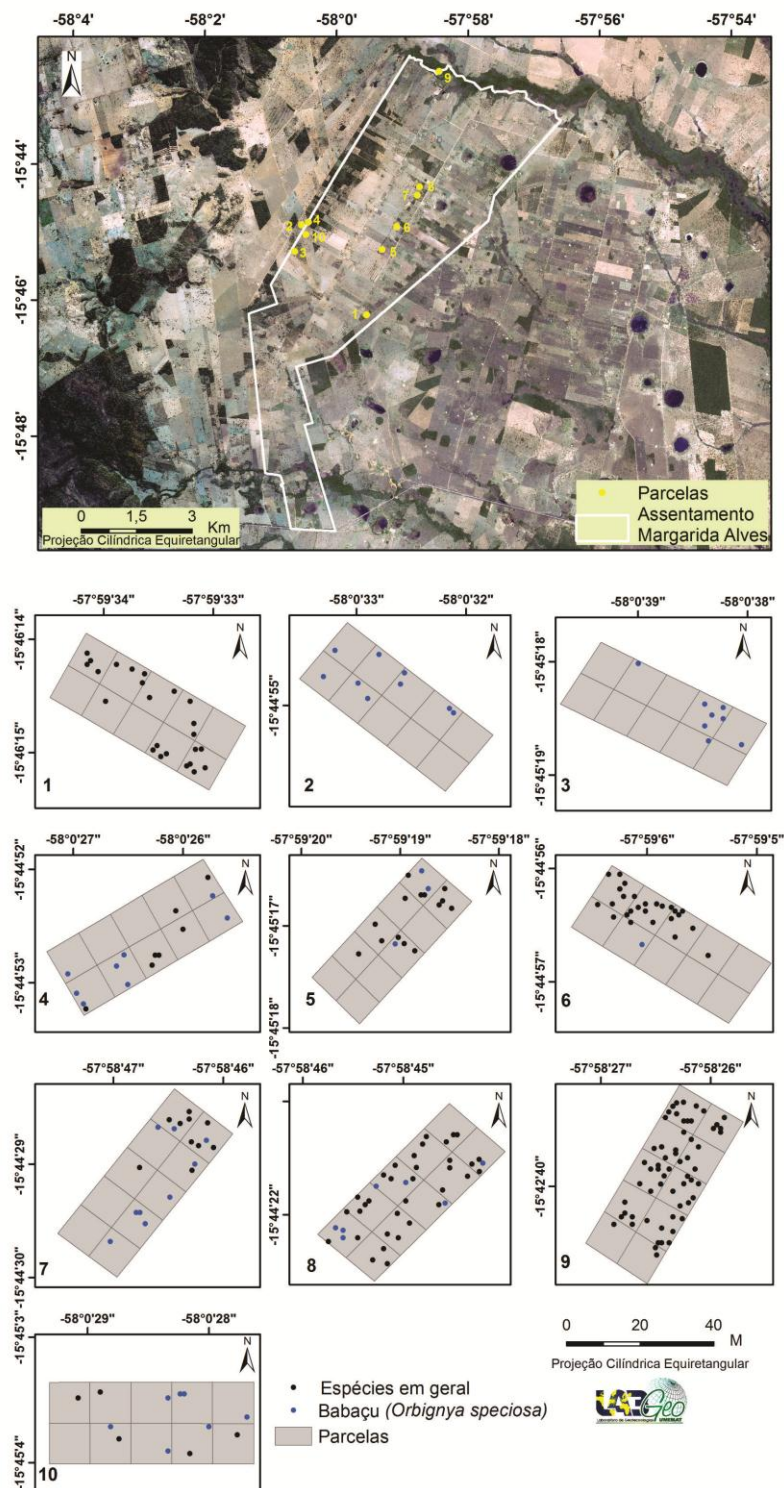 -58°4' -58°2' -58°0' -57°58' -57°56' -57°54'
N
-15°44'
-15°46'
-15°48'
9
8
7
6
5
4
2
10
3
1
0 1,5 3
Km
Projeção Cilíndrica Equiretangular
Parcelas
Assentamento
Margarida Alves
-57°59'34" -57°59'33"
-15°46'14"
-15°46'15"
N
1
-58°0'33" -58°0'32"
-15°44'55"
N
2
-58°0'39" -58°0'38"
-15°45'18"
-15°45'19"
N
3
-58°0'27" -58°0'26"
-15°44'52"
-15°44'53"
N
4
-57°59'20" -57°59'19" -57°59'18"
-15°45'17"
-15°45'18"
N
5
-57°59'6" -57°59'5"
-15°44'56"
-15°44'57"
N
6
-57°58'47" -57°58'46"
-15°44'29"
-15°44'30"
N
7
-57°58'46" -57°58'45"
-15°44'22"
N
8
-57°58'27" -57°58'26"
-15°42'40"
N
9
-58°0'29" -58°0'28"
-15°45'3"
-15°45'4"
N
10
Espécies em geral
Babaçu (Orbignya speciosa)
Parcelas
0 20 40
M
Projeção Cilíndrica Equiretangular
LABGeo
UNEMAT